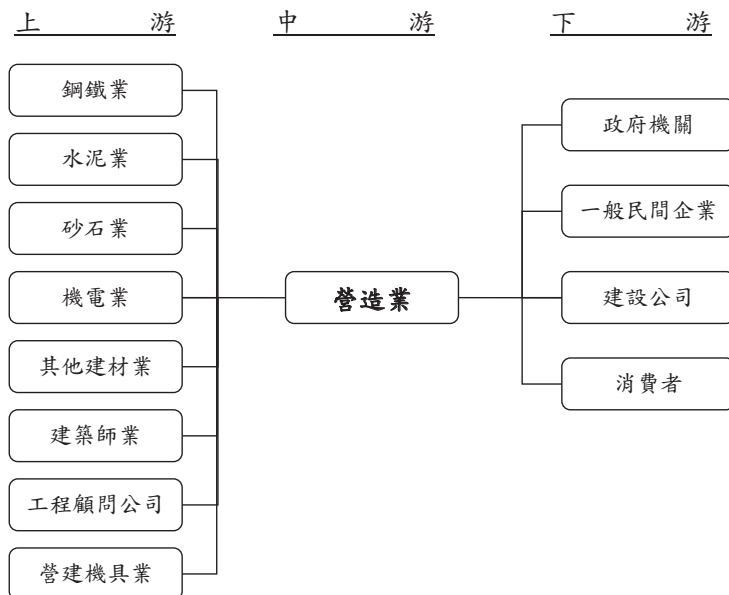 上游
中游
下游
鋼鐵業
水泥業
砂石業
機電業
其他建材業
建築師業
工程顧問公司
營建機具業
營造業
政府機關
一般民間企業
建設公司
消費者